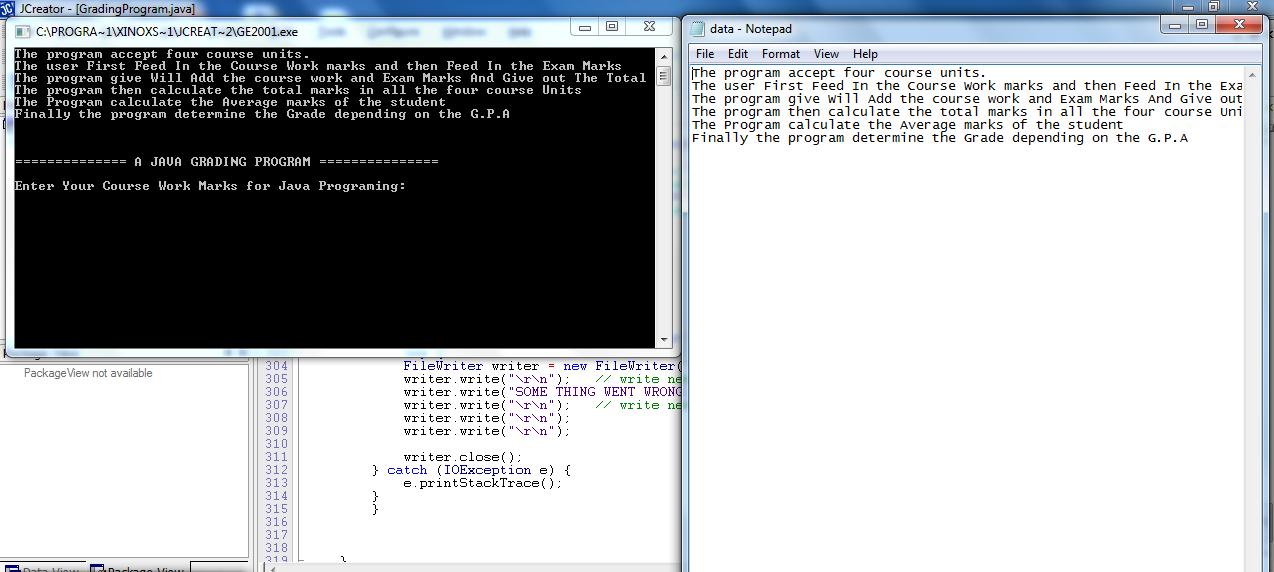 JCreator - [GradingProgram.java]
C:\PROGRA~1\XINOXS~1\JCREAT~2\GE2001.exe
The program accept four course units.
The user First Feed In the Course Work marks and then Feed In the Exam Marks
The program give Will Add the course work and Exam Marks And Give out The Total
The program then calculate the total marks in all the four course Units
The Program calculate the Average marks of the student
Finally the program determine the Grade depending on the G.P.A
============== A JAVA GRADING PROGRAM ===============
Enter Your Course Work Marks for Java Programing:
data - Notepad
File Edit Format View Help
The program accept four course units.
The user First Feed In the Course Work marks and then Feed In the Exa
The program give Will Add the course work and Exam Marks And Give out
The program then calculate the total marks in all the four course Uni
The Program calculate the Average marks of the student
Finally the program determine the Grade depending on the G.P.A
PackageView not available
304 FileWriter writer = new FileWriter(
305 writer.write("\r\n"); // write ne
306 writer.write("SOME THING WENT WRONG
307 writer.write("\r\n"); // write ne
308 writer.write("\r\n");
309 writer.write("\r\n");
310
311 writer.close();
312 } catch (IOException e) {
313 e.printStackTrace();
314 }
315 }
316
317
318
319 }
Data View Package View